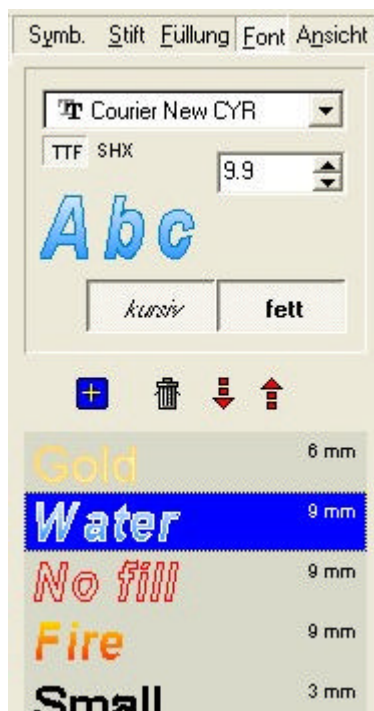 Symb. Stift Füllung Font Ansicht
Courier New CYR
TTF SHX
9.9
Abc
kursiv fett
Gold 6 mm
Water 9 mm
No fill 9 mm
Fire 9 mm
Small 3 mm